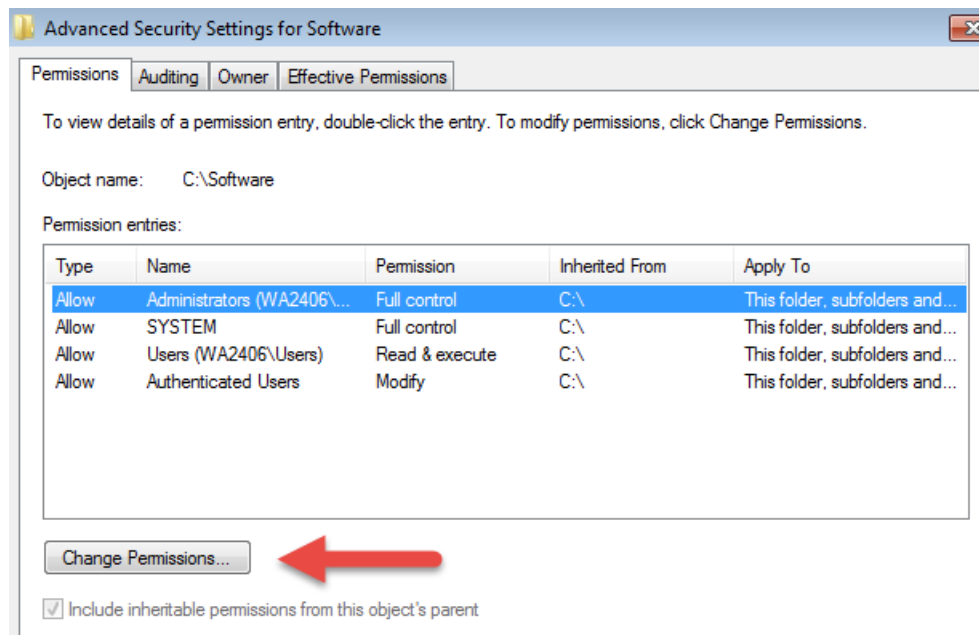 Advanced Security Settings for Software
Permissions Auditing Owner Effective Permissions
To view details of a permission entry, double-click the entry. To modify permissions, click Change Permissions.
Object name: C:\Software
Permission entries:
Type Name Permission Inherited From Apply To
Allow Administrators (WA2406\... Full control C:\ This folder, subfolders and...
Allow SYSTEM Full control C:\ This folder, subfolders and...
Allow Users (WA2406\Users) Read & execute C:\ This folder, subfolders and...
Allow Authenticated Users Modify C:\ This folder, subfolders and...
Change Permissions...
Include inheritable permissions from this object's parent